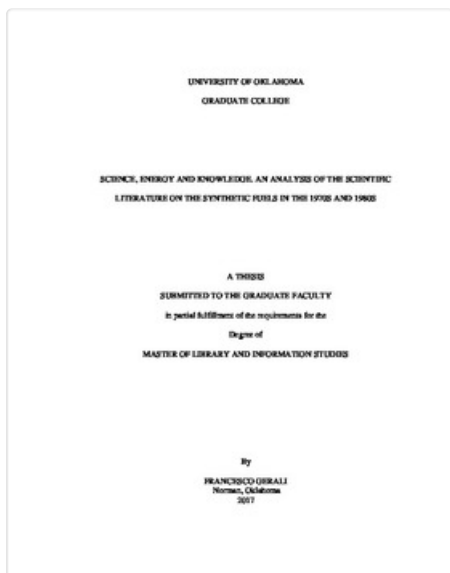 UNIVERSITY OF OKLAHOMA
GRADUATE COLLEGE
SCIENCE, ENERGY AND KNOWLEDGE. AN ANALYSIS OF THE SCIENTIFIC
LITERATURE ON THE SYNTHETIC FUELS IN THE 1970S AND 1980S
A THESIS
SUBMITTED TO THE GRADUATE FACULTY
in partial fulfillment of the requirements for the
Degree of
MASTER OF LIBRARY AND INFORMATION STUDIES
By
FRANCESCO GERALI
Norman, Oklahoma
2017